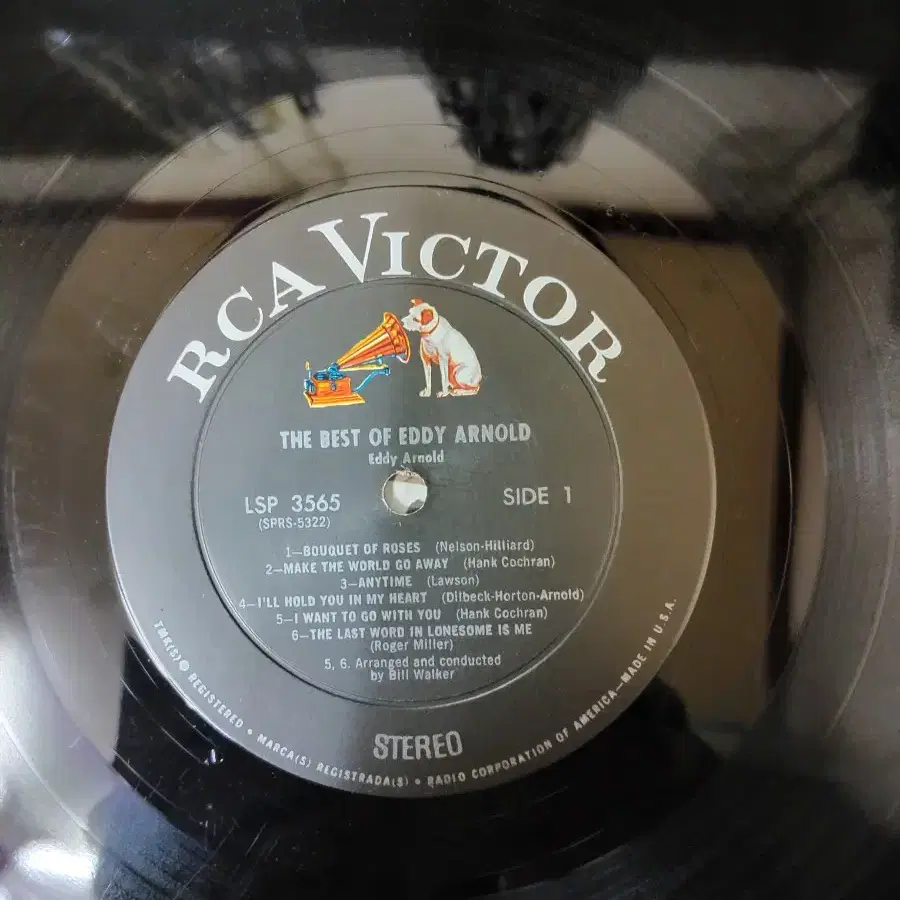 RCA VICTOR
THE BEST OF EDDY ARNOLD
Eddy Arnold
LSP 3565
(SPRS-5322)
SIDE 1
1—BOUQUET OF ROSES (Nelson-Hilliard)
2—MAKE THE WORLD GO AWAY (Hank Cochran)
3—ANYTIME (Lawson)
4—I'LL HOLD YOU IN MY HEART (Dilbeck-Horton-Arnold)
5—I WANT TO GO WITH YOU (Hank Cochran)
6—THE LAST WORD IN LONESOME IS ME
(Roger Miller)
5, 6. Arranged and conducted
by Bill Walker
STEREO
TMK(S) ® REGISTERED • MARCA(S) REGISTRADA(S) • RADIO CORPORATION OF AMERICA—MADE IN U.S.A.